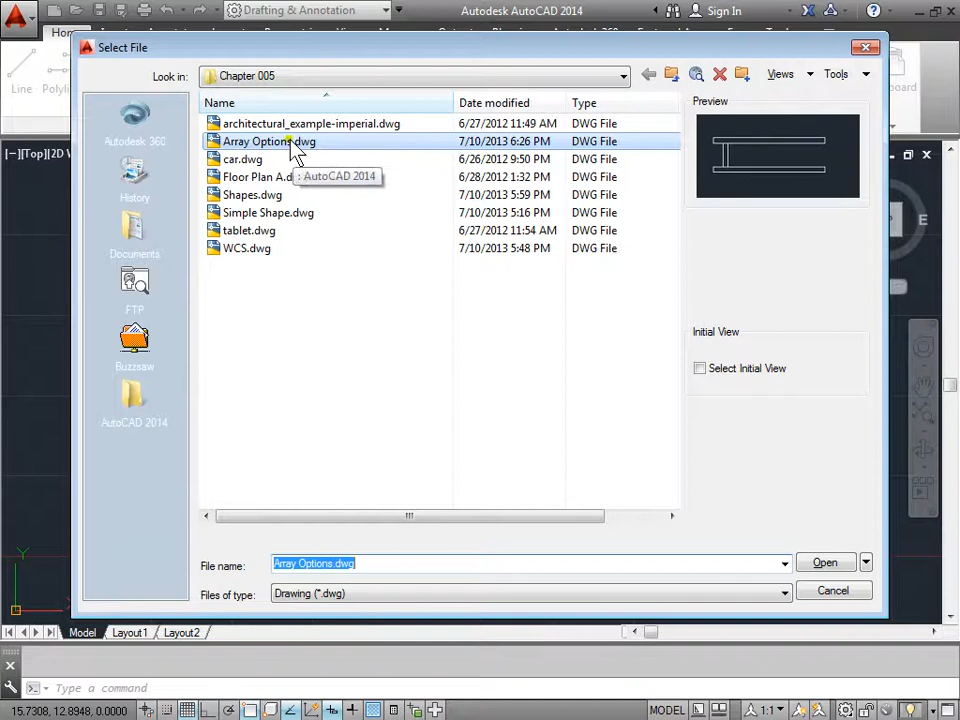 Drafting & Annotation
Autodesk AutoCAD 2014
Sign In
Select File
Look in:
Chapter 005
Views
Tools
Name
Date modified
Type
Preview
architectural_example-imperial.dwg 6/27/2012 11:49 AM DWG File
Array Options.dwg 7/10/2013 6:26 PM DWG File
car.dwg 6/26/2012 9:50 PM DWG File
Floor Plan A.d 6/28/2012 1:32 PM DWG File
: AutoCAD 2014
Shapes.dwg 7/10/2013 5:59 PM DWG File
Simple Shape.dwg 7/10/2013 5:16 PM DWG File
tablet.dwg 6/27/2012 11:54 AM DWG File
WCS.dwg 7/10/2013 5:48 PM DWG File
Autodesk 360
History
Documents
FTP
Buzzsaw
AutoCAD 2014
Initial View
Select Initial View
File name:
Array Options.dwg
Open
Files of type:
Drawing (*.dwg)
Cancel
Line
[−][Top][2D
E
Y
Model
Layout1
Layout2
Type a command
15.7308, 12.8948, 0.0000
MODEL
1:1